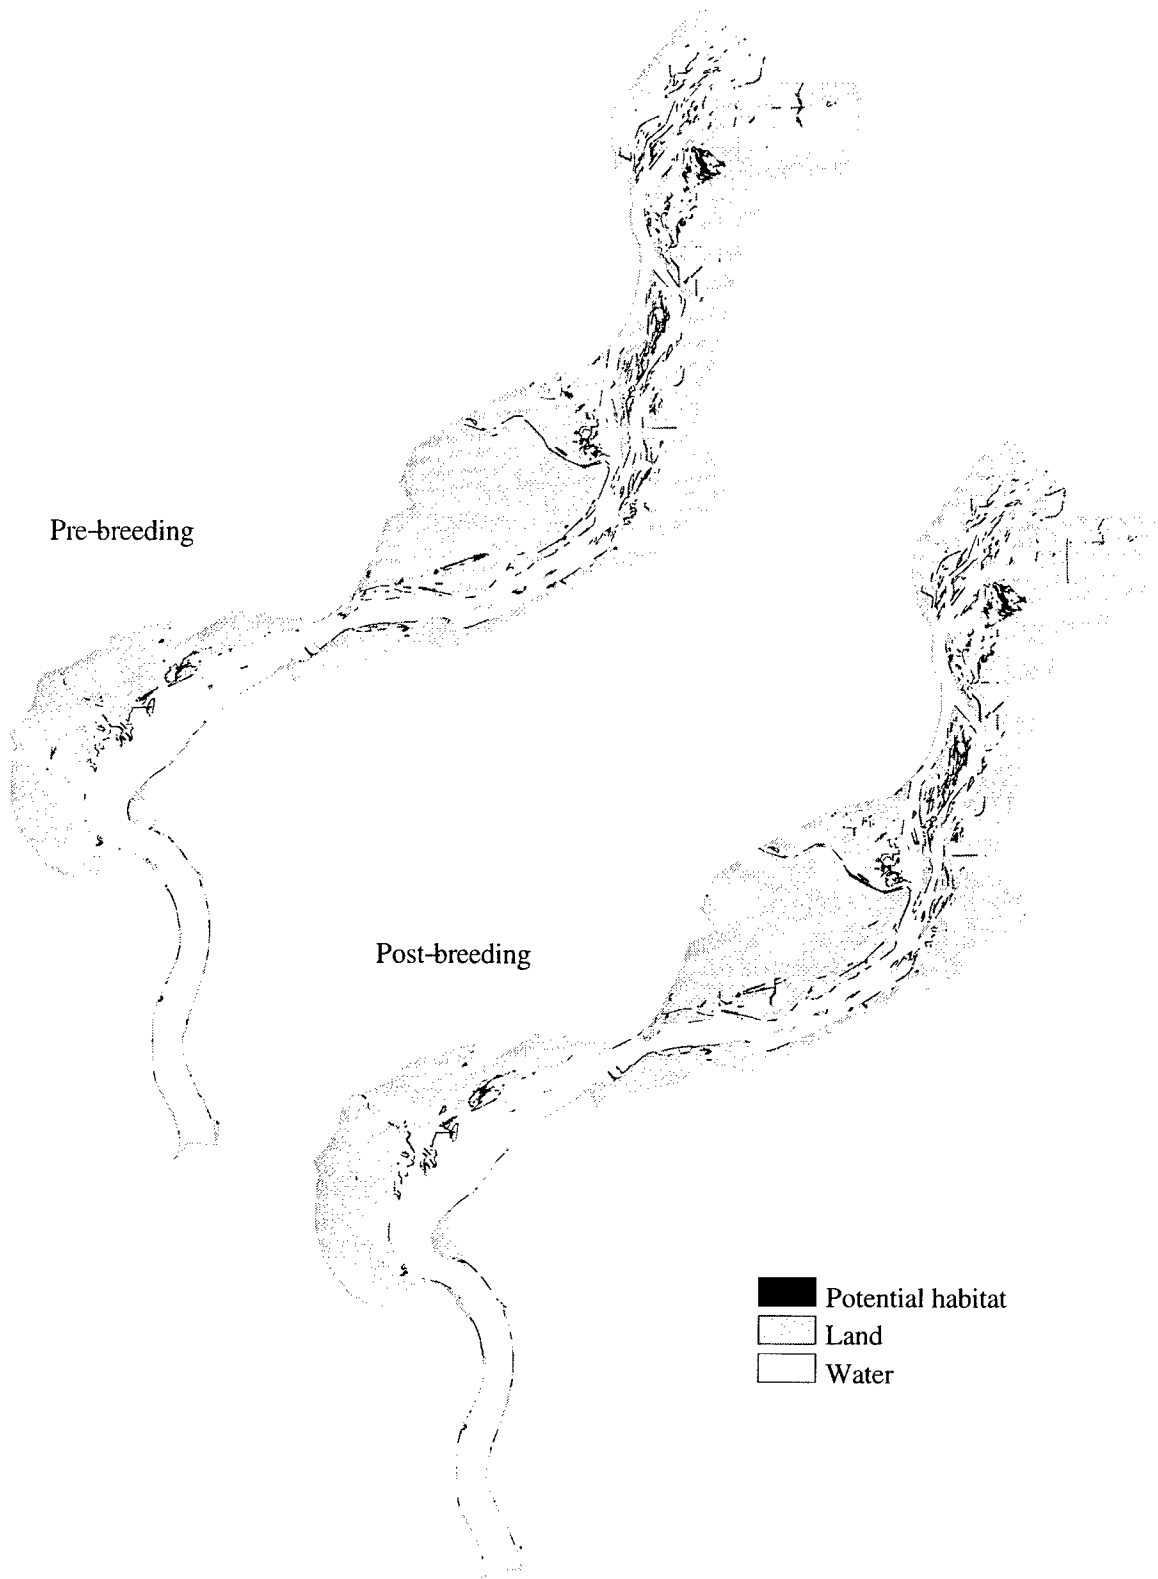 Pre-breeding
Post-breeding
Potential habitat
Land
Water